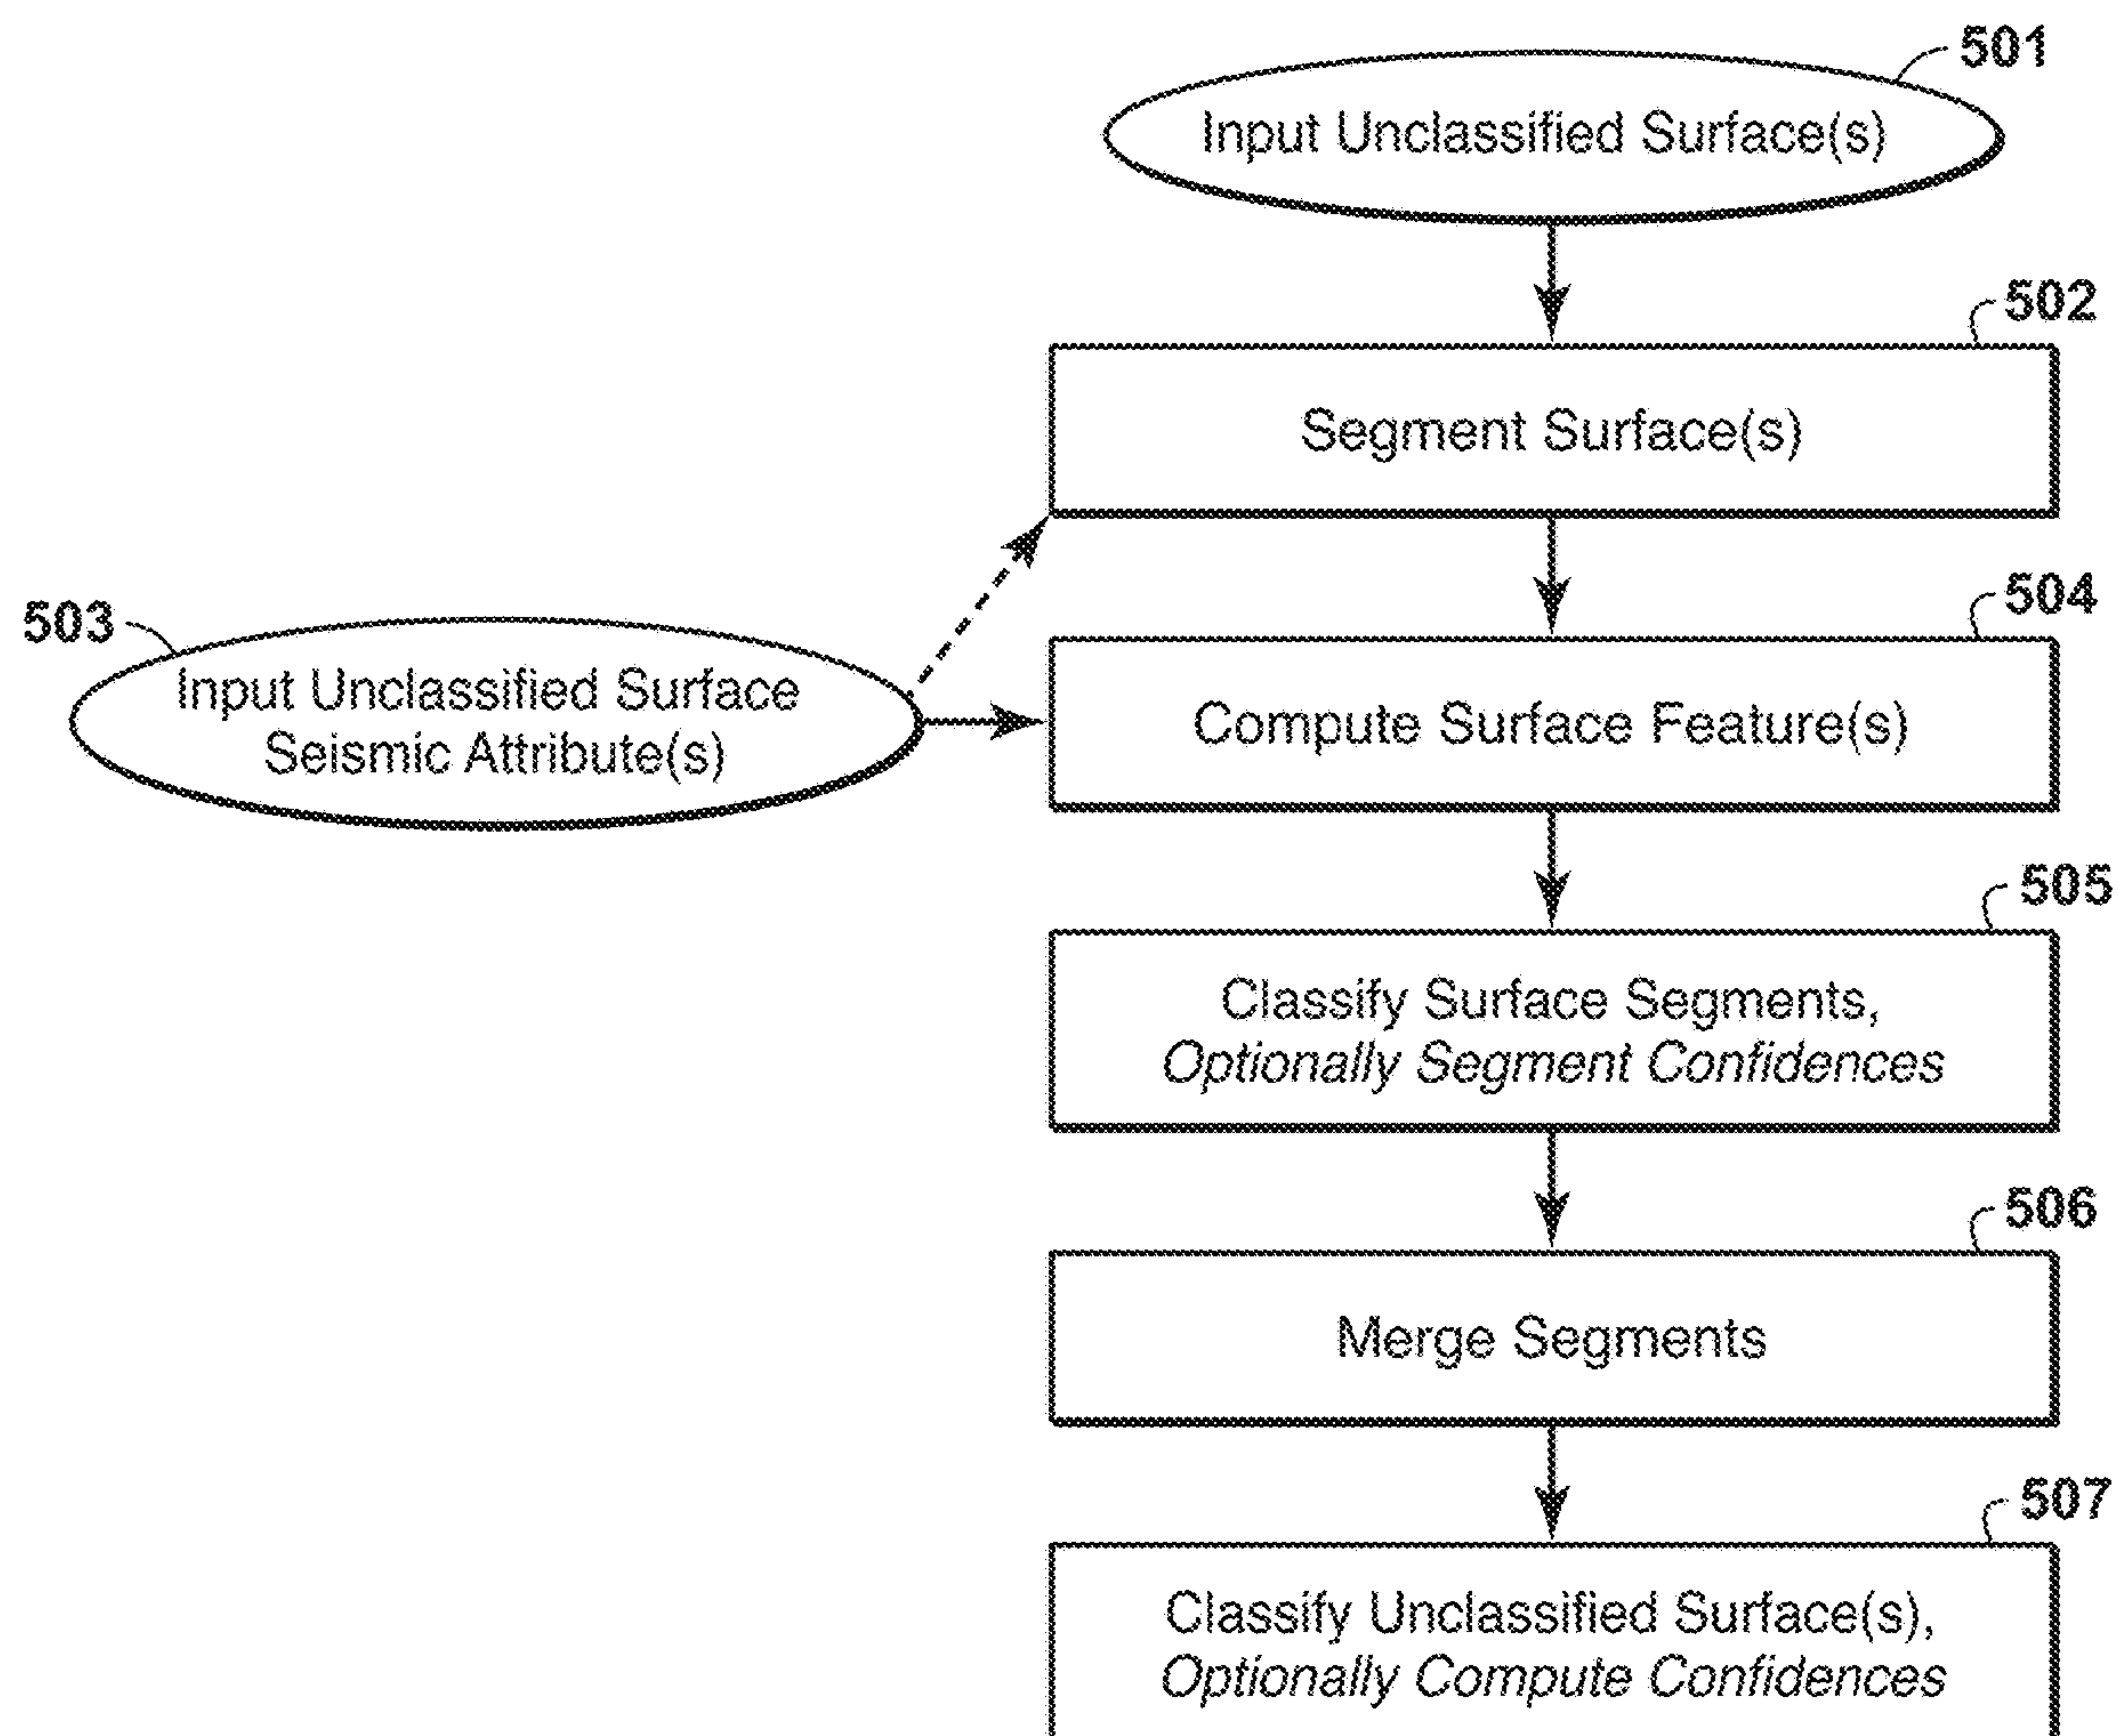 501
Input Unclassified Surface(s)
502
Segment Surface(s)
503
Input Unclassified Surface
Seismic Attribute(s)
504
Compute Surface Feature(s)
505
Classify Surface Segments,
Optionally Segment Confidences
506
Merge Segments
507
Classify Unclassified Surface(s),
Optionally Compute Confidences